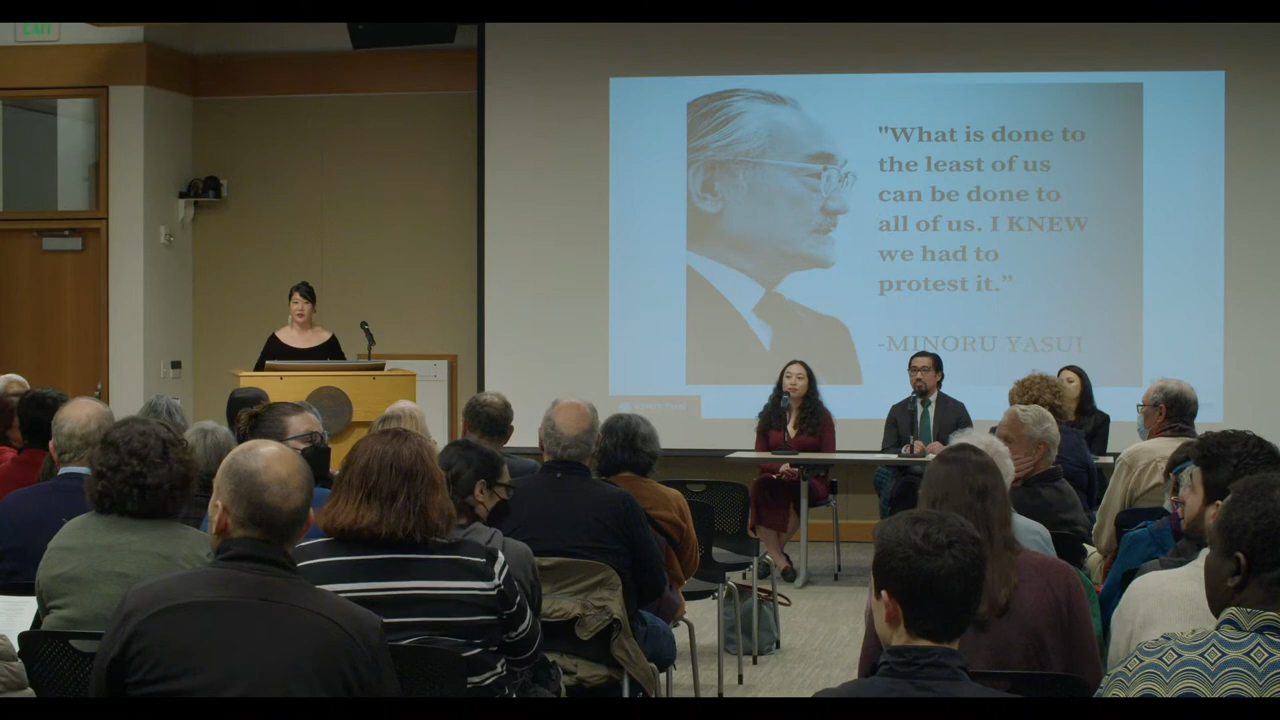 EXIT
"What is done to
the least of us
can be done to
all of us. I KNEW
we had to
protest it.”
-MINORU YASUI